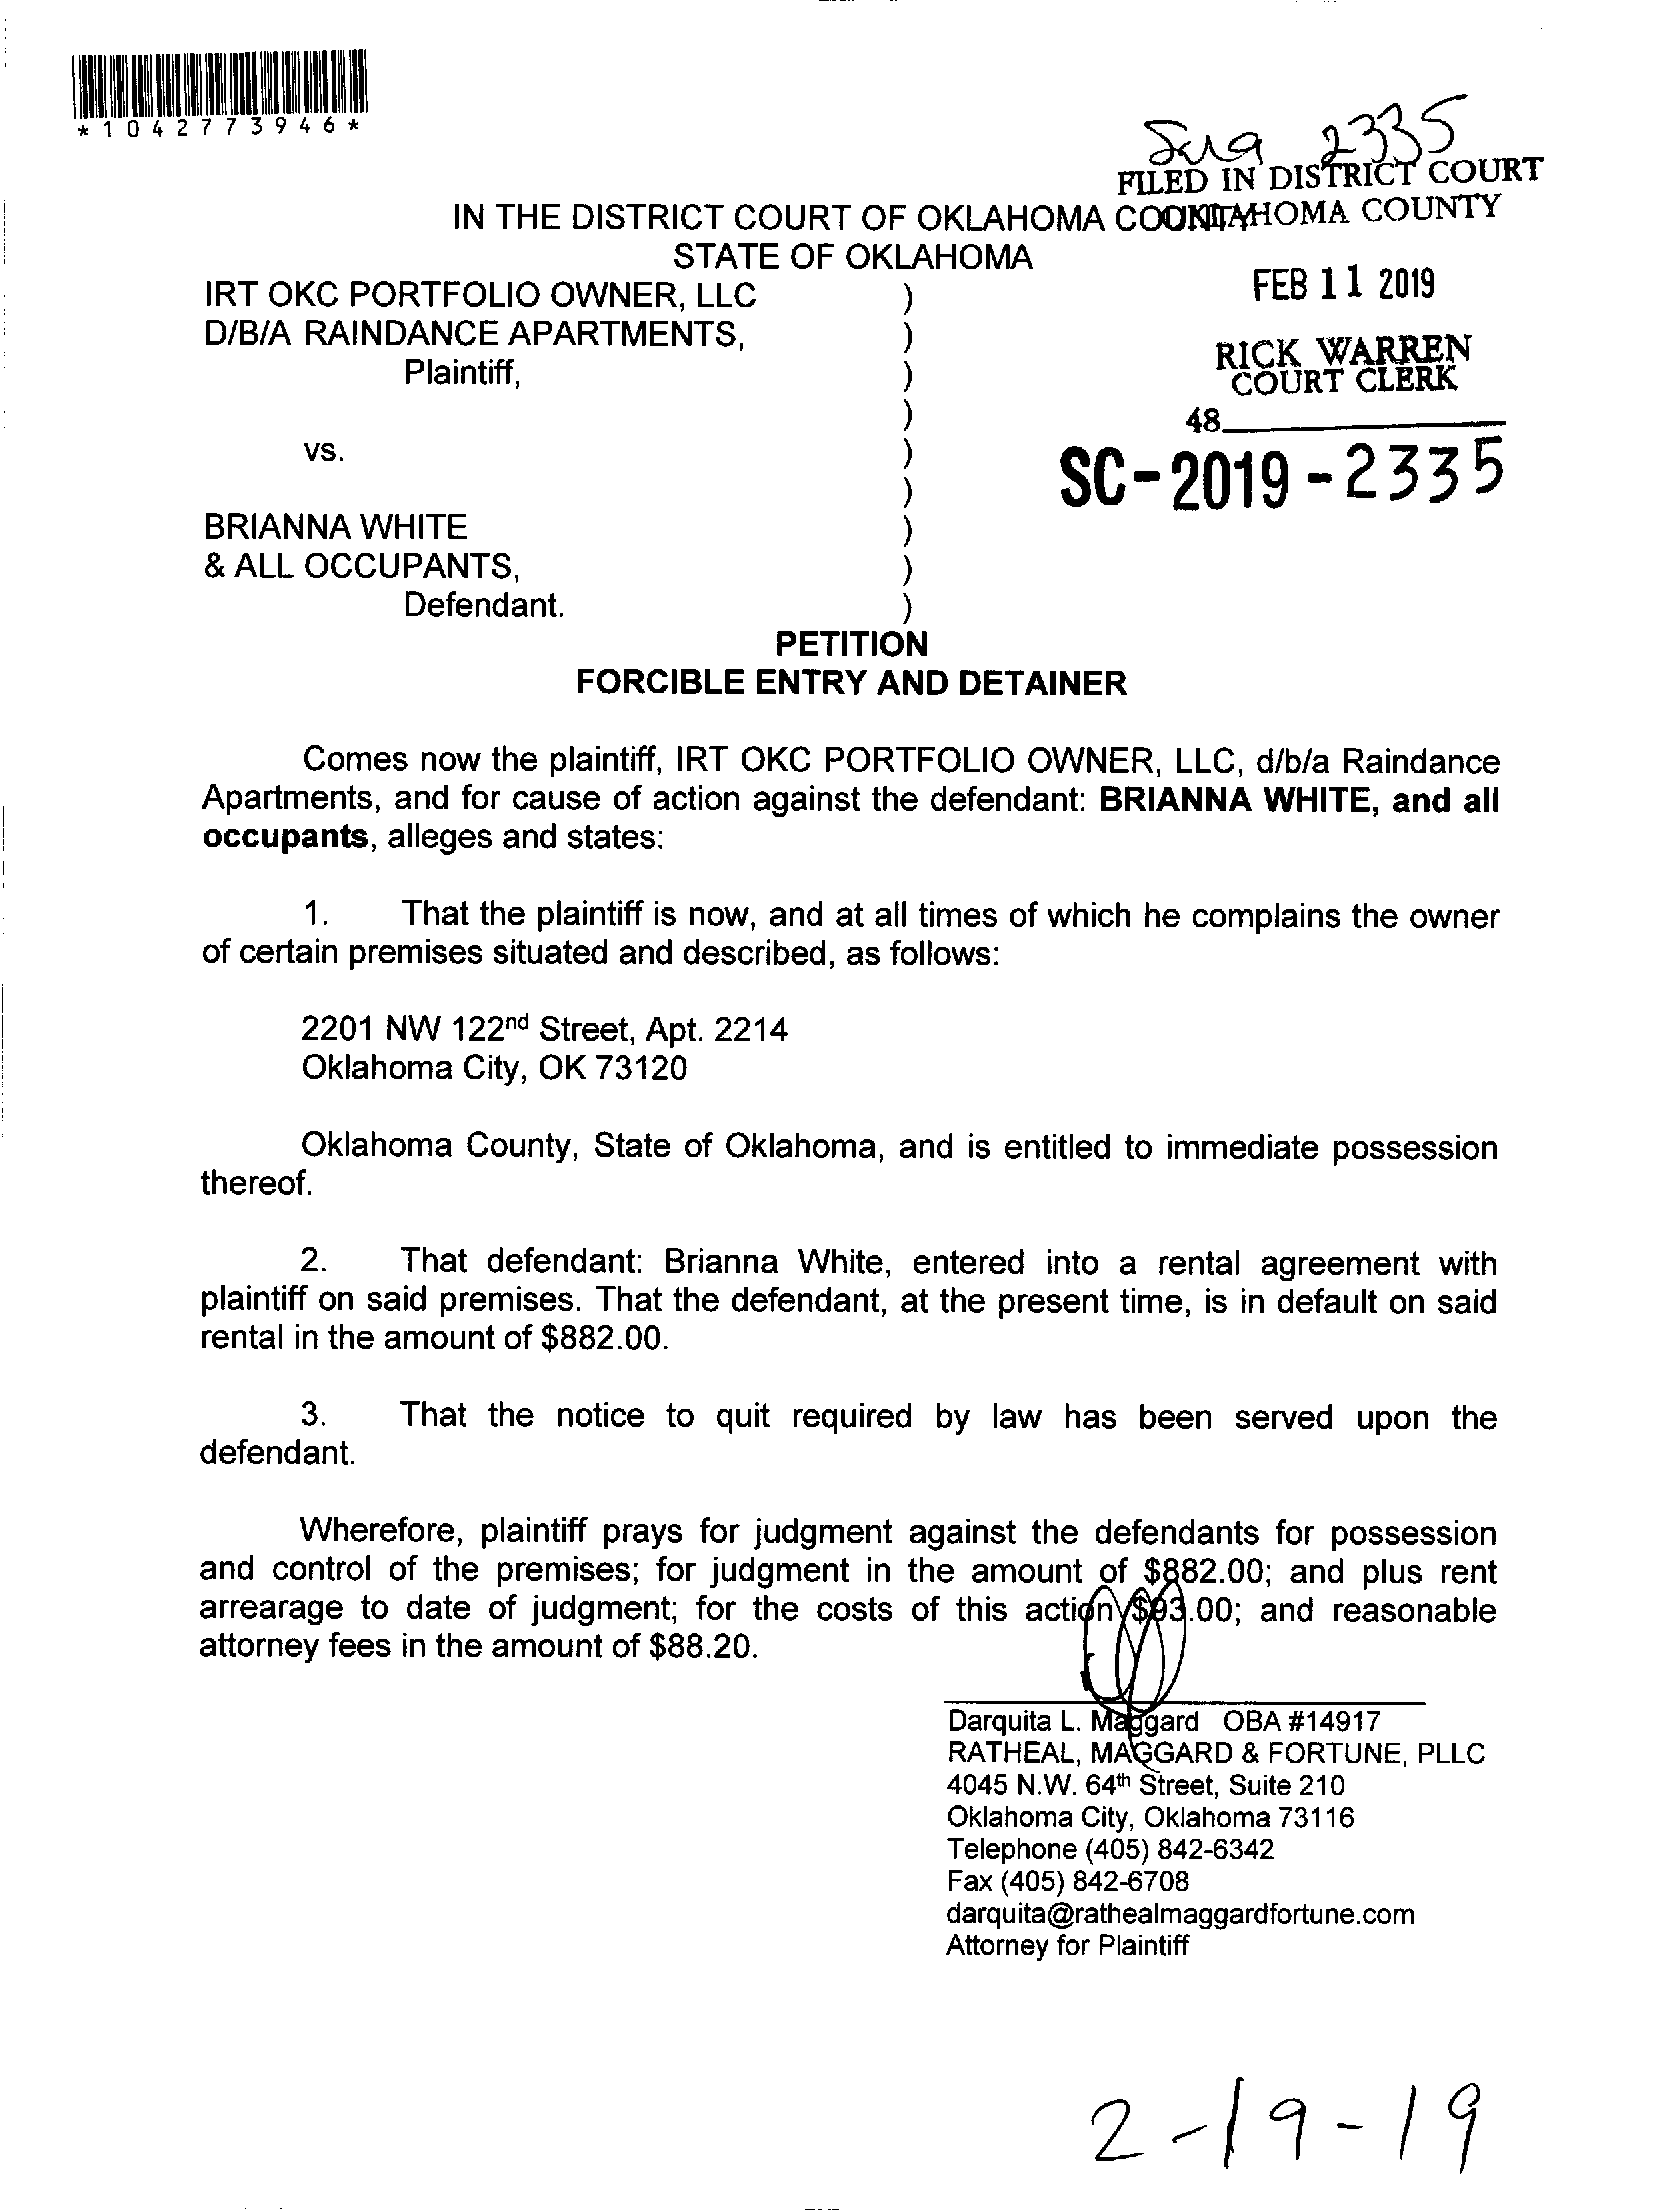 *1042773946*
2335
FILED IN DISTRICT COURT
OKLAHOMA COUNTY
IN THE DISTRICT COURT OF OKLAHOMA COUNTY
STATE OF OKLAHOMA
FEB 11 2019
IRT OKC PORTFOLIO OWNER, LLC )
D/B/A RAINDANCE APARTMENTS, )
RICK WARREN
COURT CLERK
Plaintiff, )
)
48
vs. )
SC-2019-2335
)
BRIANNA WHITE )
& ALL OCCUPANTS, )
Defendant. )
PETITION
FORCIBLE ENTRY AND DETAINER
Comes now the plaintiff, IRT OKC PORTFOLIO OWNER, LLC, d/b/a Raindance
Apartments, and for cause of action against the defendant: BRIANNA WHITE, and all
occupants, alleges and states:
1. That the plaintiff is now, and at all times of which he complains the owner
of certain premises situated and described, as follows:
2201 NW 122nd Street, Apt. 2214
Oklahoma City, OK 73120
Oklahoma County, State of Oklahoma, and is entitled to immediate possession
thereof.
2. That defendant: Brianna White, entered into a rental agreement with
plaintiff on said premises. That the defendant, at the present time, is in default on said
rental in the amount of $882.00.
3. That the notice to quit required by law has been served upon the
defendant.
Wherefore, plaintiff prays for judgment against the defendants for possession
and control of the premises; for judgment in the amount of $882.00; and plus rent
arrearage to date of judgment; for the costs of this action $93.00; and reasonable
attorney fees in the amount of $88.20.
Darquita L. Maggard OBA #14917
RATHEAL, MAGGARD & FORTUNE, PLLC
4045 N.W. 64th Street, Suite 210
Oklahoma City, Oklahoma 73116
Telephone (405) 842-6342
Fax (405) 842-6708
darquita@rathealmaggardfortune.com
Attorney for Plaintiff
2-19-19